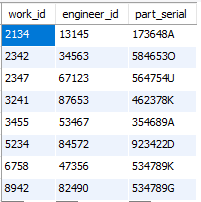 work_id engineer_id part_serial
2134 13145 173648A
2342 34563 584653O
2347 67123 564754U
3241 87653 462378K
3455 53467 354689A
5234 84572 923422D
6758 47356 534789K
8942 82490 534789G